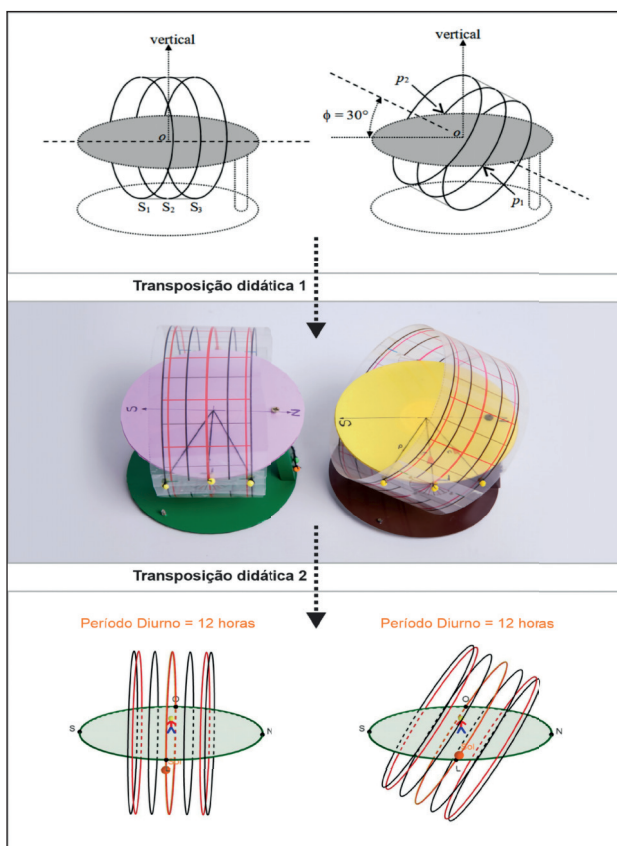 vertical
vertical
p₂
ϕ = 30°
o
o
S₁ S₂ S₃
p₁
Transposição didática 1
S
N
S
Transposição didática 2
Período Diurno = 12 horas
Período Diurno = 12 horas
O
O
S
N
S
N
Sol
L